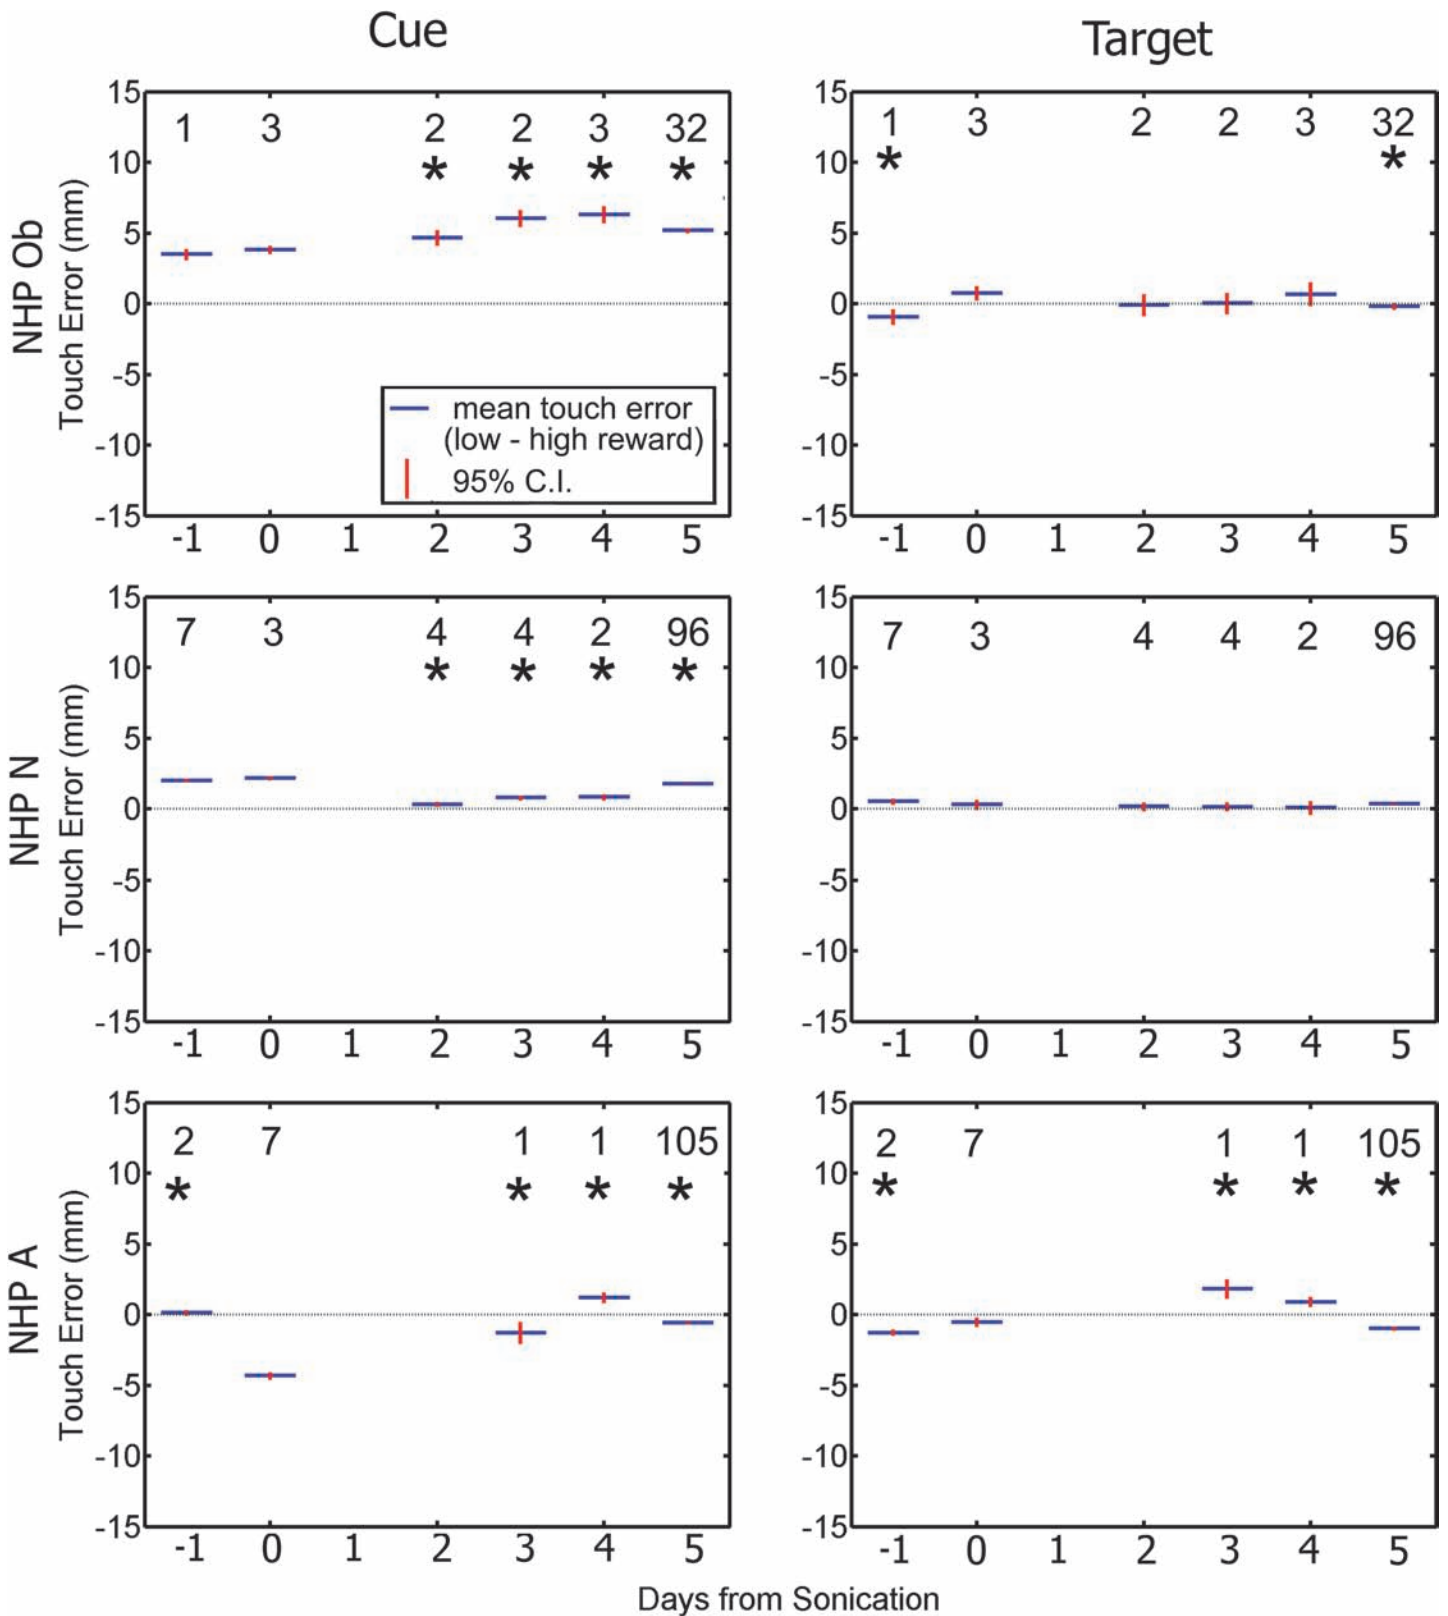 Cue
Target
NHP Ob
Touch Error (mm)
15
10
5
0
-5
-10
-15
1 3 2 2 3 32
* * * *
mean touch error
(low - high reward)
95% C.I.
-1 0 1 2 3 4 5
15
10
5
0
-5
-10
-15
1 3 2 2 3 32
* *
-1 0 1 2 3 4 5
NHP N
Touch Error (mm)
15
10
5
0
-5
-10
-15
7 3 4 4 2 96
* * * *
-1 0 1 2 3 4 5
15
10
5
0
-5
-10
-15
7 3 4 4 2 96
-1 0 1 2 3 4 5
NHP A
Touch Error (mm)
15
10
5
0
-5
-10
-15
2 7 1 1 105
* * * *
-1 0 1 2 3 4 5
15
10
5
0
-5
-10
-15
2 7 1 1 105
* * * *
-1 0 1 2 3 4 5
Days from Sonication